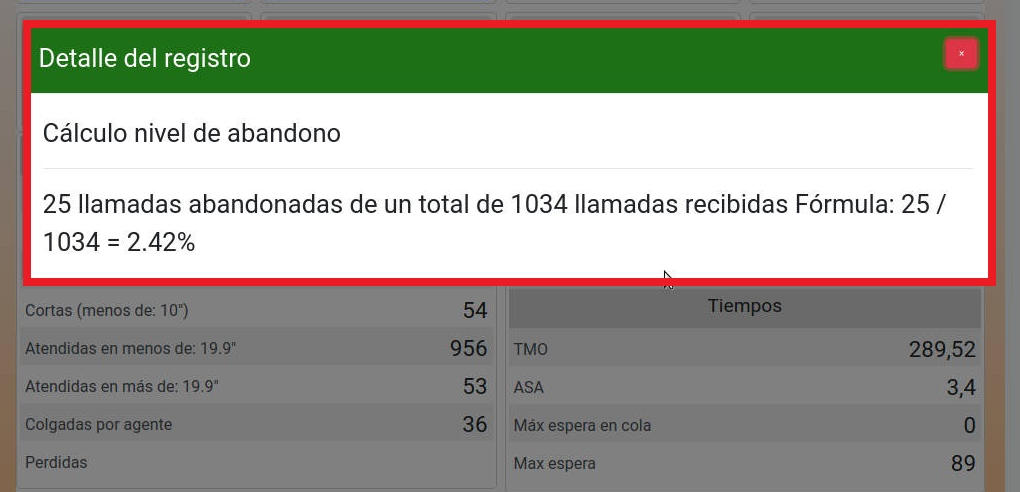 Detalle del registro
×
Cálculo nivel de abandono
25 llamadas abandonadas de un total de 1034 llamadas recibidas Fórmula: 25 /
1034 = 2.42%
Cortas (menos de: 10") 54
Atendidas en menos de: 19.9" 956
Atendidas en más de: 19.9" 53
Colgadas por agente 36
Perdidas
Tiempos
TMO 289,52
ASA 3,4
Máx espera en cola 0
Max espera 89